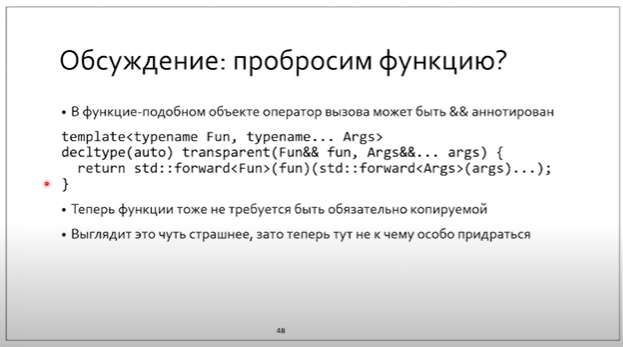 Обсуждение: пробросим функцию?
• В функцие-подобном объекте оператор вызова может быть && аннотирован
template<typename Fun, typename... Args>
decltype(auto) transparent(Fun&& fun, Args&&... args) {
return std::forward<Fun>(fun)(std::forward<Args>(args)...);
}
• Теперь функции тоже не требуется быть обязательно копируемой
• Выглядит это чуть страшнее, зато теперь тут не к чему особо придраться
48